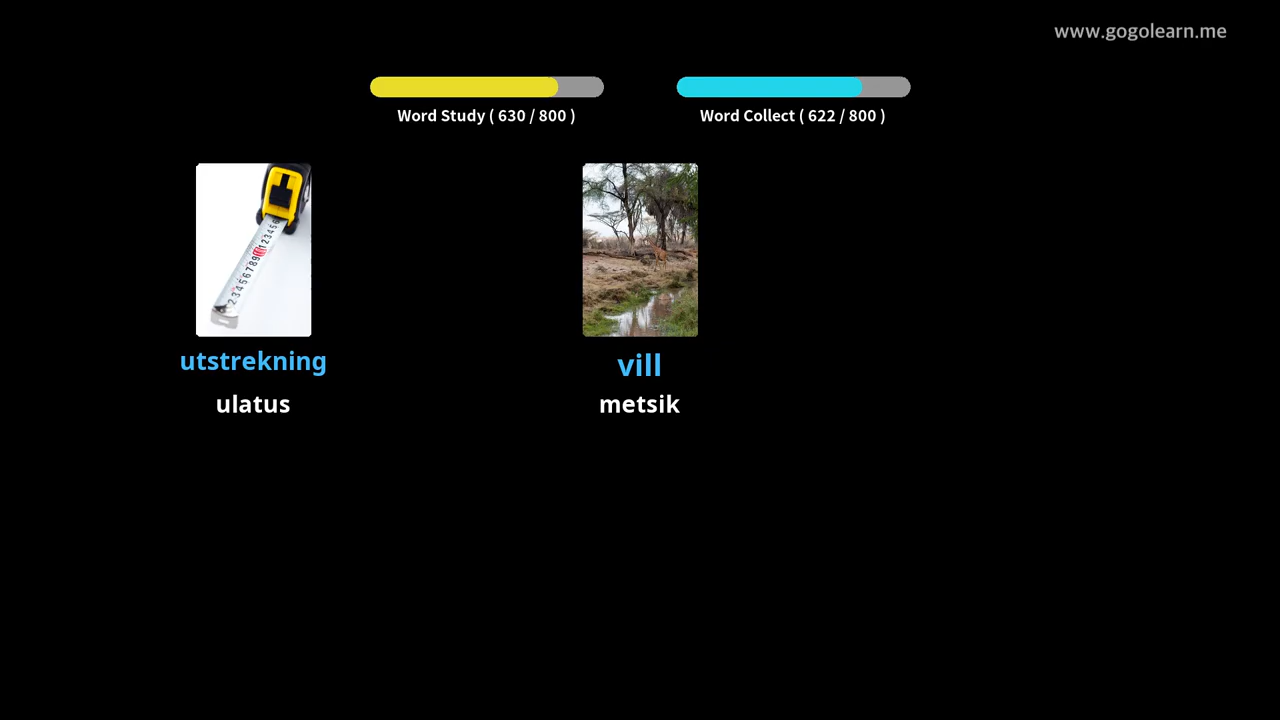 www.gogolearn.me
Word Study ( 630 / 800 )
Word Collect ( 622 / 800 )
utstrekning
ulatus
vill
metsik